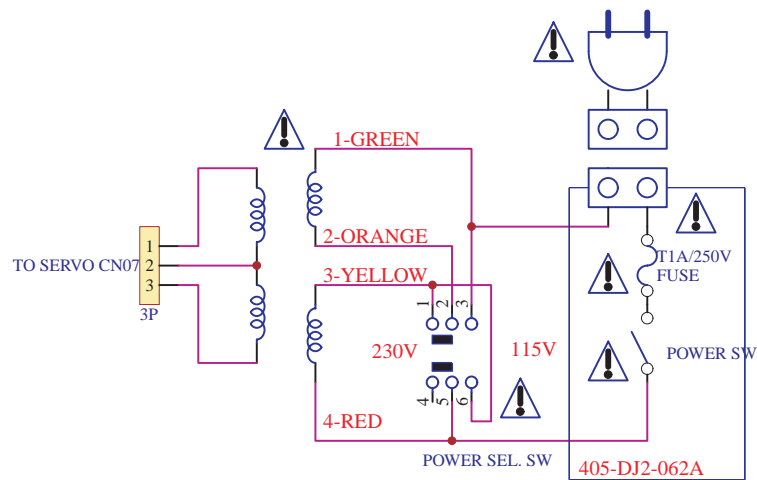 1-GREEN
2-ORANGE
3-YELLOW
4-RED
1
2
3
TO SERVO CN07
3P
1
2
3
4
5
6
230V
115V
POWER SEL. SW
T1A/250V
FUSE
POWER SW
405-DJ2-062A